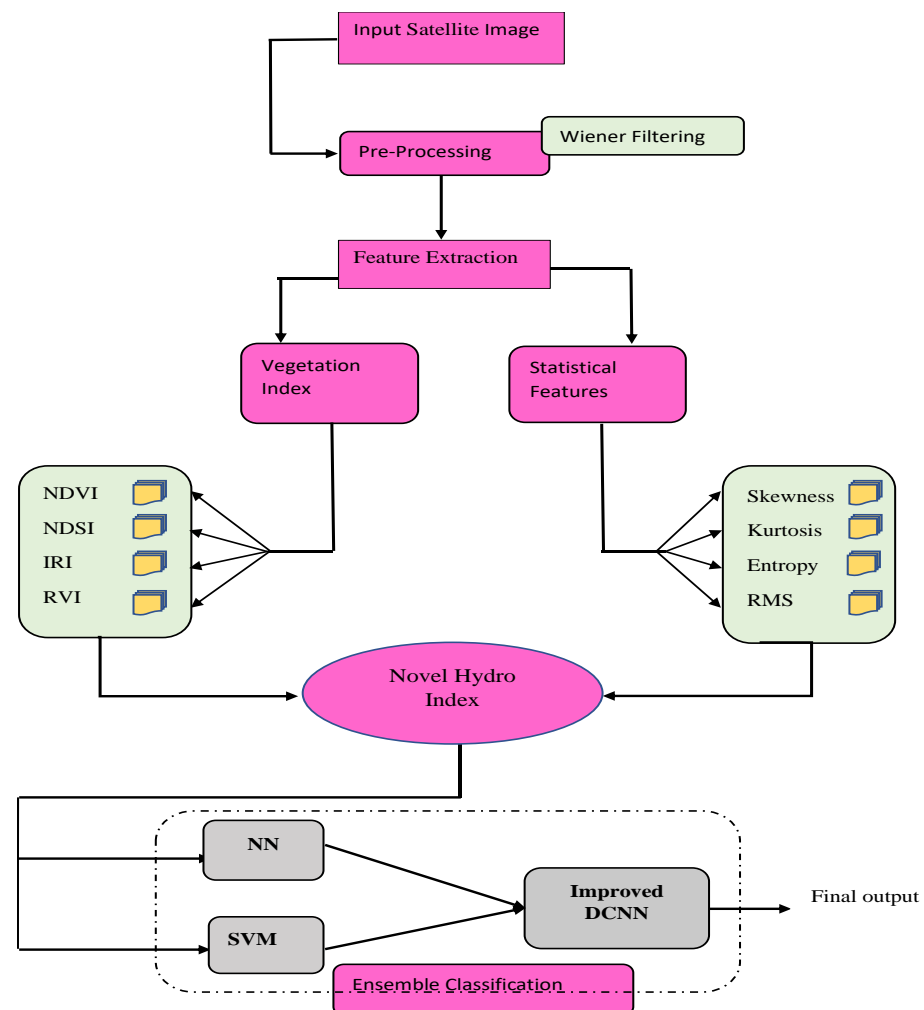 Input Satellite Image
Wiener Filtering
Pre-Processing
Feature Extraction
Vegetation
Index
Statistical
Features
NDVI
NDSI
IRI
RVI
Skewness
Kurtosis
Entropy
RMS
Novel Hydro
Index
NN
SVM
Improved
DCNN
Final output
Ensemble Classification